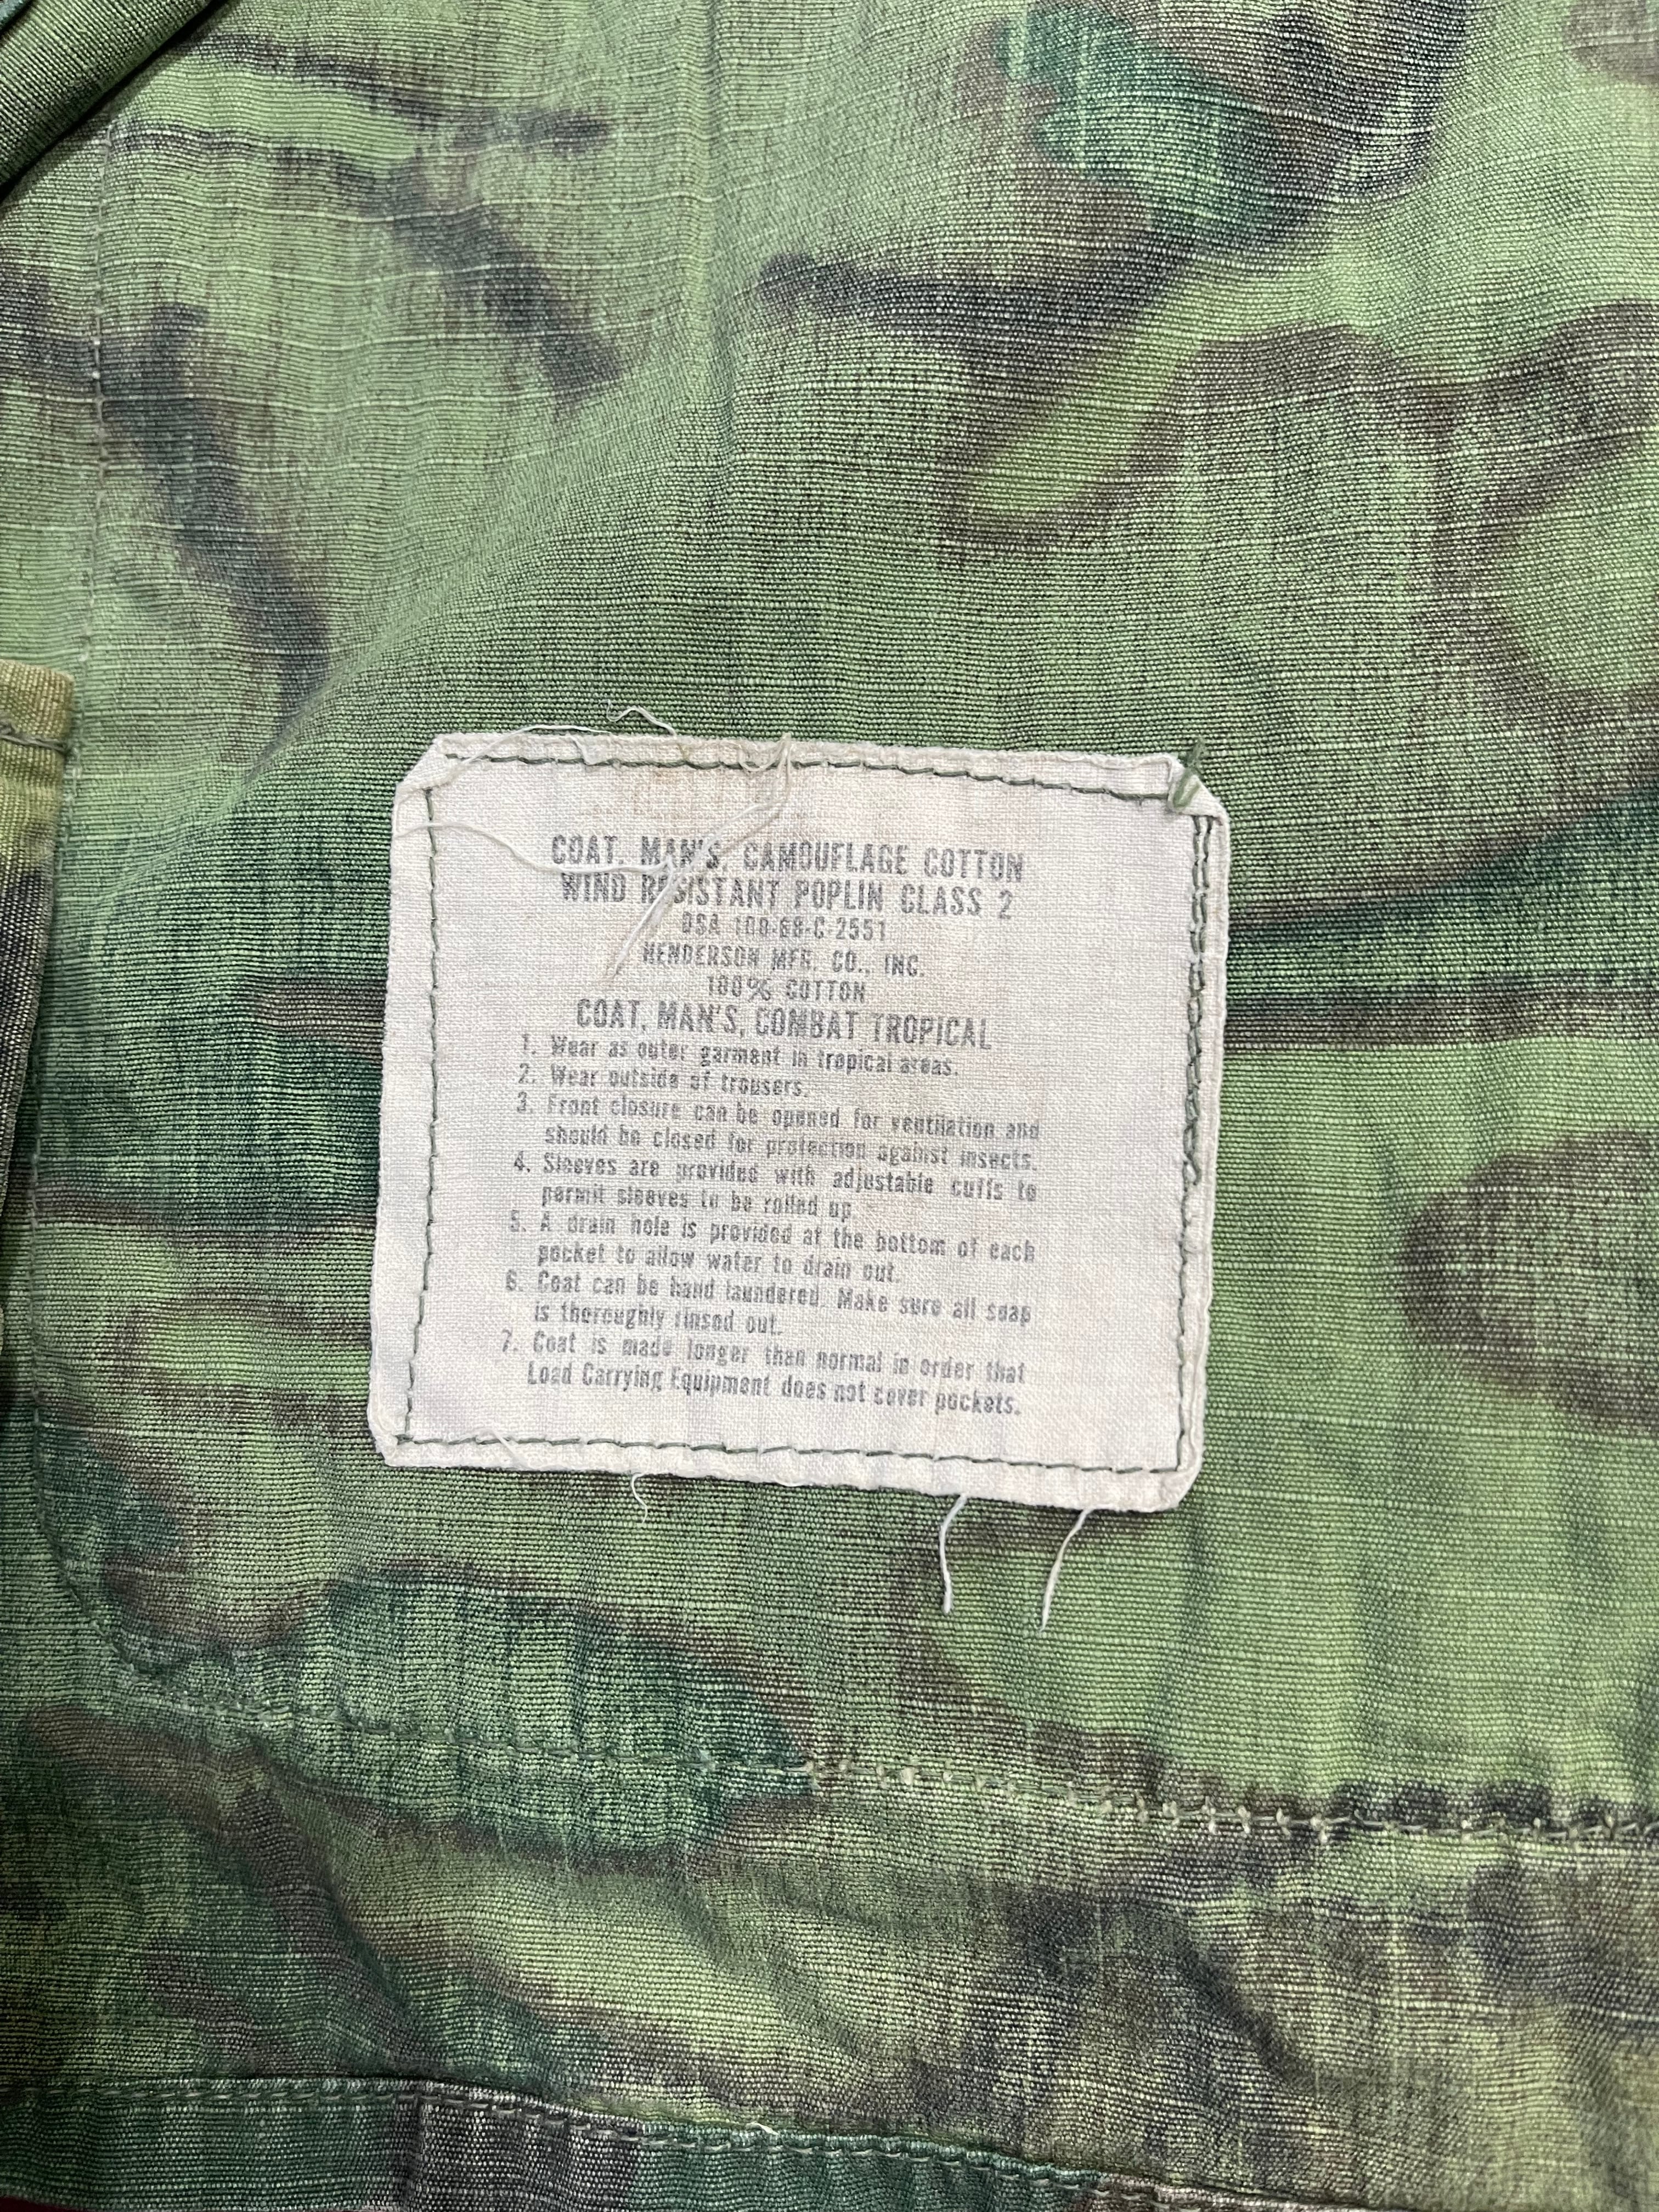 COAT, MAN'S, CAMOUFLAGE COTTON
WIND RESISTANT POPLIN CLASS 2
DSA 100-68-C-2551
HENDERSON MFR. CO., INC.
100% COTTON
COAT, MAN'S, COMBAT TROPICAL
1. Wear as outer garment in tropical areas.
2. Wear outside of trousers.
3. Front closure can be opened for ventilation and
should be closed for protection against insects.
4. Sleeves are provided with adjustable cuffs to
permit sleeves to be rolled up.
5. A drain hole is provided at the bottom of each
pocket to allow water to drain out.
6. Coat can be hand laundered. Make sure all soap
is thoroughly rinsed out.
7. Coat is made longer than normal in order that
Load Carrying Equipment does not cover pockets.